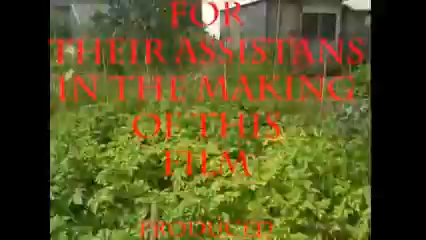 FOR
THEIR ASSISTANS
IN THE MAKING
OF THIS
FILM
PRODUCED